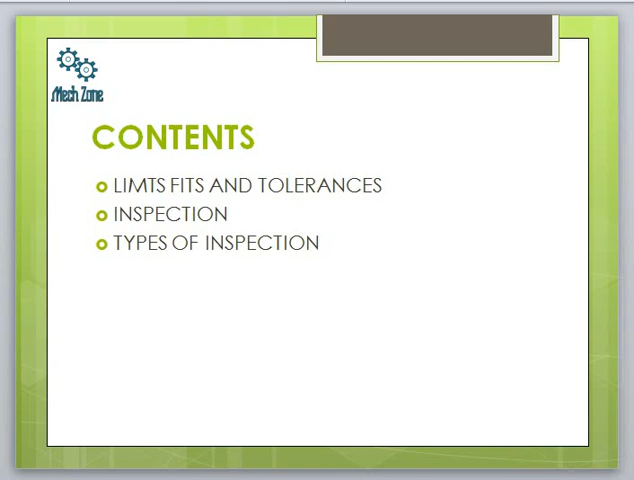 Mech Zone
CONTENTS
LIMTS FITS AND TOLERANCES
INSPECTION
TYPES OF INSPECTION